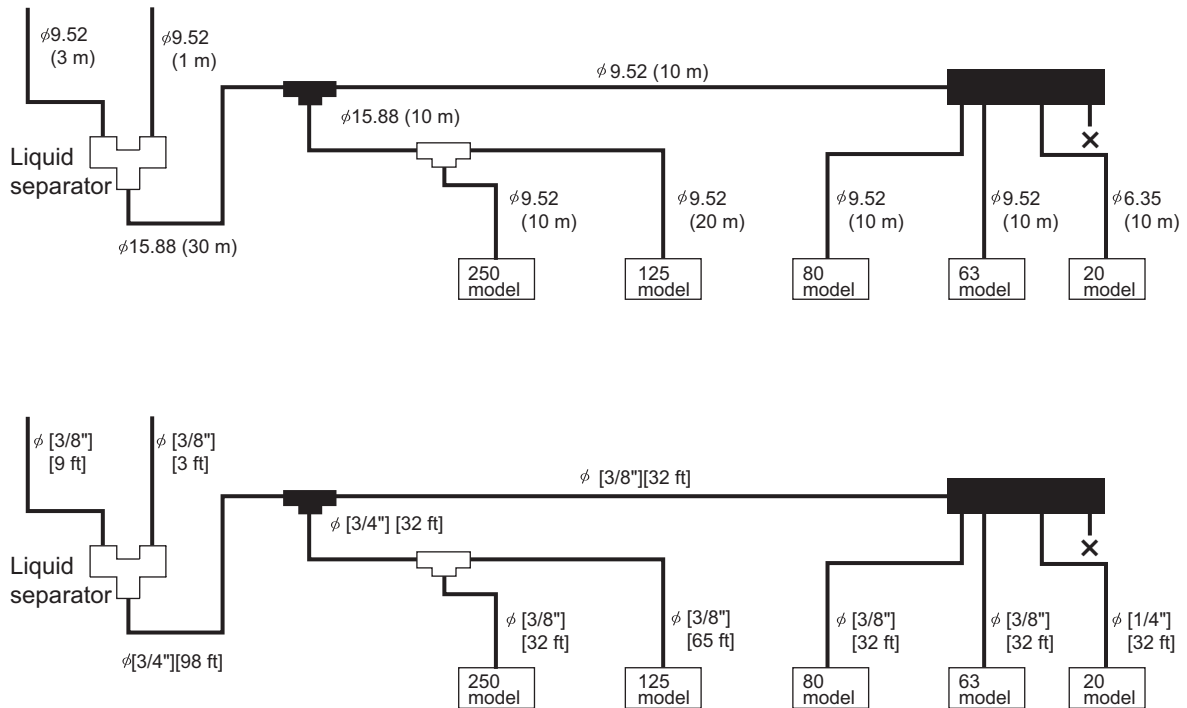 φ9.52
(3 m)
φ9.52
(1 m)
φ9.52 (10 m)
φ15.88 (10 m)
Liquid
separator
φ15.88 (30 m)
φ9.52
(10 m)
φ9.52
(20 m)
φ9.52
(10 m)
φ9.52
(10 m)
φ6.35
(10 m)
250
model
125
model
80
model
63
model
20
model
φ [3/8"]
[9 ft]
φ [3/8"]
[3 ft]
φ [3/8"][32 ft]
φ [3/4"] [32 ft]
Liquid
separator
φ[3/4"][98 ft]
φ [3/8"]
[32 ft]
φ [3/8"]
[65 ft]
φ [3/8"]
[32 ft]
φ [3/8"]
[32 ft]
φ [1/4"]
[32 ft]
250
model
125
model
80
model
63
model
20
model